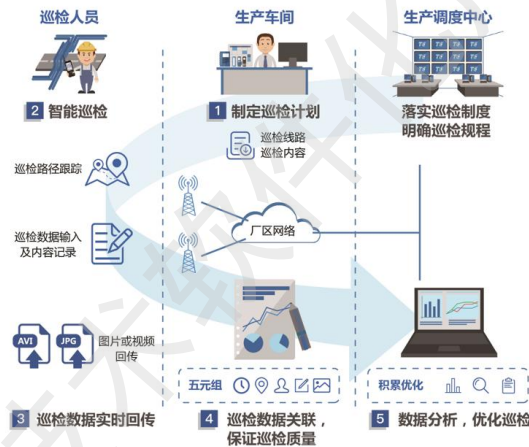 巡检人员
生产车间
生产调度中心
2 智能巡检
1 制定巡检计划
落实巡检制度
明确巡检规程
巡检线路
巡检内容
巡检路径跟踪
厂区网络
巡检数据输入
及内容记录
AVI
JPG
图片或视频
回传
五元组
积累优化
3 巡检数据实时回传
4 巡检数据关联，
保证巡检质量
5 数据分析，优化巡检